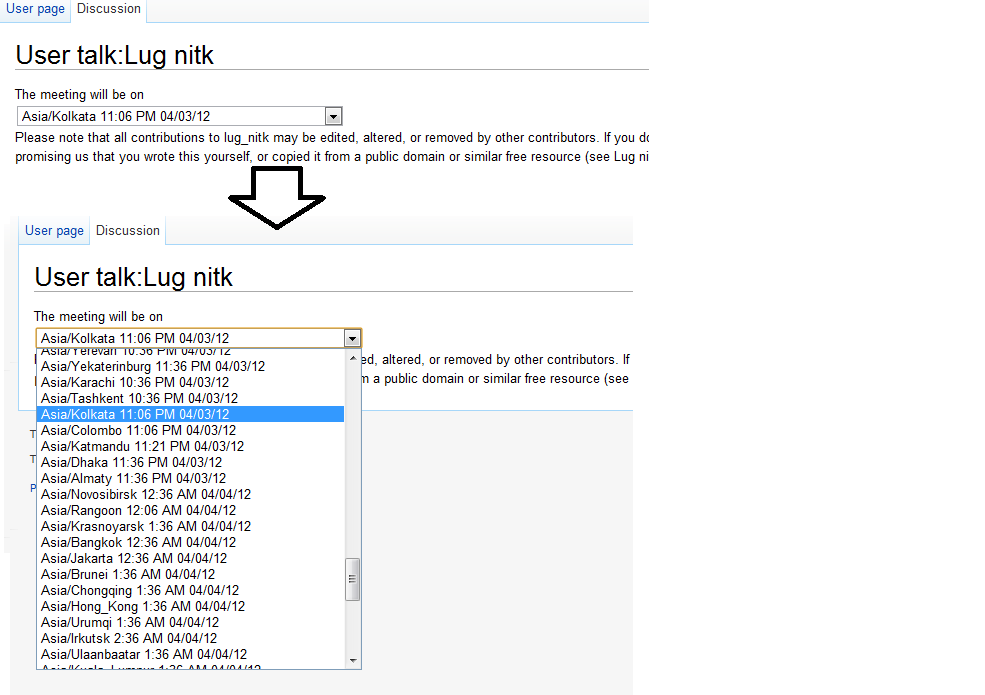 User page Discussion
User talk:Lug nitk
The meeting will be on
Asia/Kolkata 11:06 PM 04/03/12
Please note that all contributions to lug_nitk may be edited, altered, or removed by other contributors. If you do
promising us that you wrote this yourself, or copied it from a public domain or similar free resource (see Lug ni
User page Discussion
User talk:Lug nitk
The meeting will be on
Asia/Kolkata 11:06 PM 04/03/12
Asia/Yerevan 10:36 PM 04/03/12
ed, altered, or removed by other contributors. If
Asia/Yekaterinburg 11:36 PM 04/03/12
m a public domain or similar free resource (see
Asia/Karachi 10:36 PM 04/03/12
Asia/Tashkent 10:36 PM 04/03/12
Asia/Kolkata 11:06 PM 04/03/12
Asia/Colombo 11:06 PM 04/03/12
Asia/Katmandu 11:21 PM 04/03/12
Asia/Dhaka 11:36 PM 04/03/12
Asia/Almaty 11:36 PM 04/03/12
Asia/Novosibirsk 12:36 AM 04/04/12
Asia/Rangoon 12:06 AM 04/04/12
Asia/Krasnoyarsk 1:36 AM 04/04/12
Asia/Bangkok 12:36 AM 04/04/12
Asia/Jakarta 12:36 AM 04/04/12
Asia/Brunei 1:36 AM 04/04/12
Asia/Chongqing 1:36 AM 04/04/12
Asia/Hong_Kong 1:36 AM 04/04/12
Asia/Urumqi 1:36 AM 04/04/12
Asia/Irkutsk 2:36 AM 04/04/12
Asia/Ulaanbaatar 1:36 AM 04/04/12
Asia/Kuala_Lumpur 1:36 AM 04/04/12